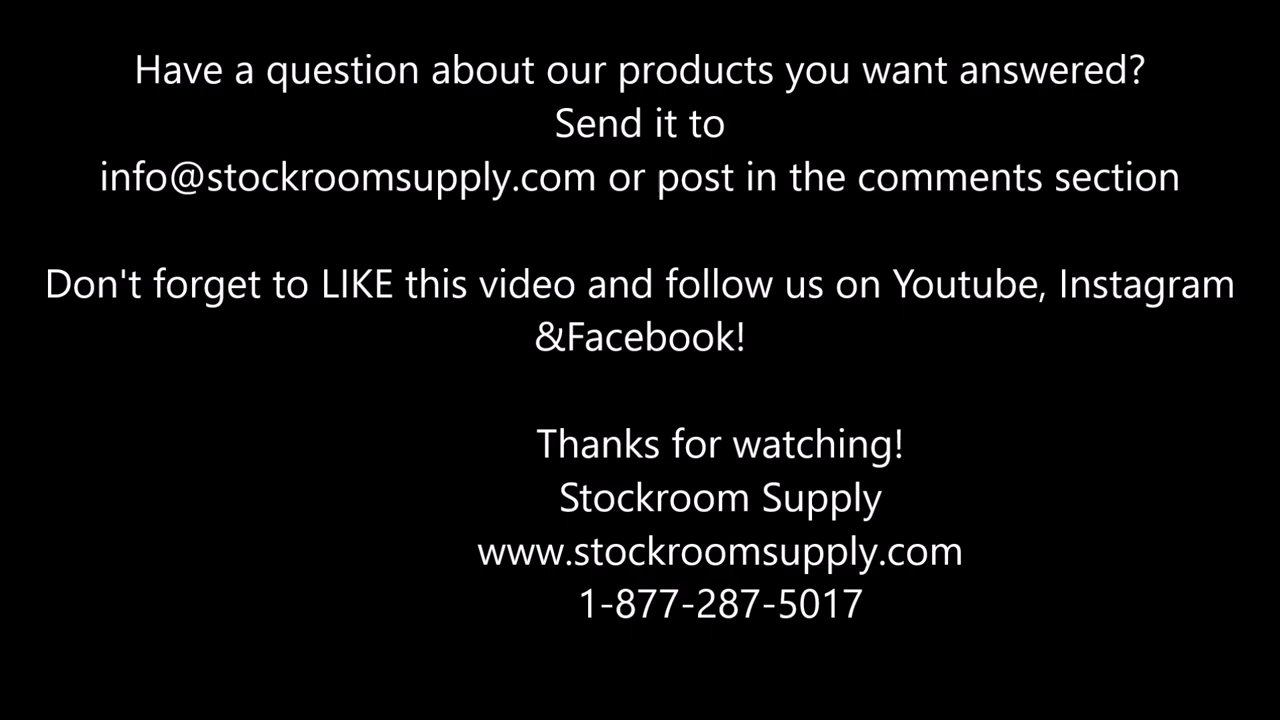 Have a question about our products you want answered?
Send it to
info@stockroomsupply.com or post in the comments section
Don't forget to LIKE this video and follow us on Youtube, Instagram
&Facebook!
Thanks for watching!
Stockroom Supply
www.stockroomsupply.com
1-877-287-5017